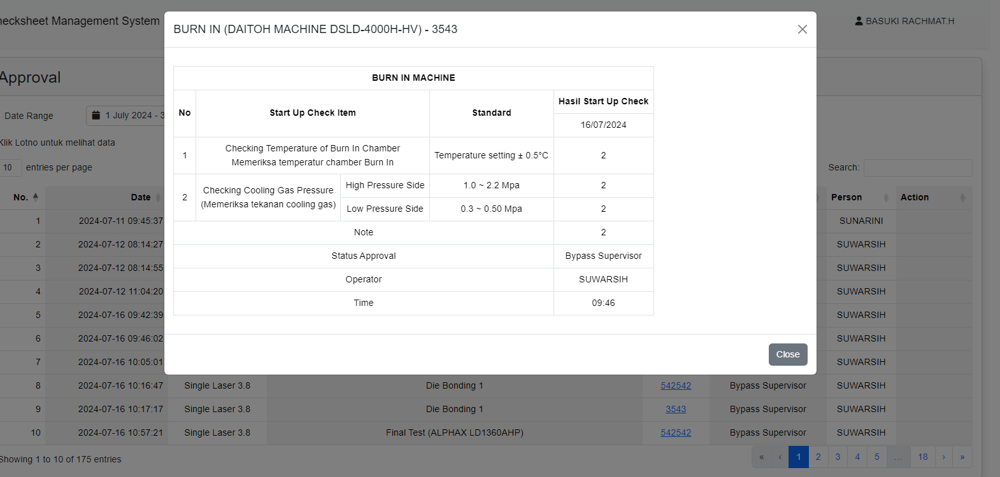 hecksheet Management System
BASUKI RACHMAT.H
BURN IN (DAITOH MACHINE DSLD-4000H-HV) - 3543
Approval
Date Range
1 July 2024 - 3
Klik Lotno untuk melihat data
10 entries per page
Search:
BURN IN MACHINE
No Start Up Check Item Standard Hasil Start Up Check
16/07/2024
1 Checking Temperature of Burn In Chamber
Memeriksa temperatur chamber Burn In
Temperature setting ± 0.5°C 2
2 Checking Cooling Gas Pressure
(Memeriksa tekanan cooling gas)
High Pressure Side 1.0 ~ 2.2 Mpa 2
Low Pressure Side 0.3 ~ 0.50 Mpa 2
Note 2
Status Approval Bypass Supervisor
Operator SUWARSIH
Time 09:46
Close
No. Date Person Action
1 2024-07-11 09:45:37 SUNARINI
2 2024-07-12 08:14:27 SUWARSIH
3 2024-07-12 08:14:55 SUWARSIH
4 2024-07-12 11:04:20 SUWARSIH
5 2024-07-16 09:42:39 SUWARSIH
6 2024-07-16 09:46:02 SUWARSIH
7 2024-07-16 10:05:01 SUWARSIH
8 2024-07-16 10:16:47 Single Laser 3.8 Die Bonding 1 542542 Bypass Supervisor SUWARSIH
9 2024-07-16 10:17:17 Single Laser 3.8 Die Bonding 1 3543 Bypass Supervisor SUWARSIH
10 2024-07-16 10:57:21 Single Laser 3.8 Final Test (ALPHAX LD1360AHP) 542542 Bypass Supervisor SUWARSIH
Showing 1 to 10 of 175 entries
« ‹ 1 2 3 4 5 ... 18 › »